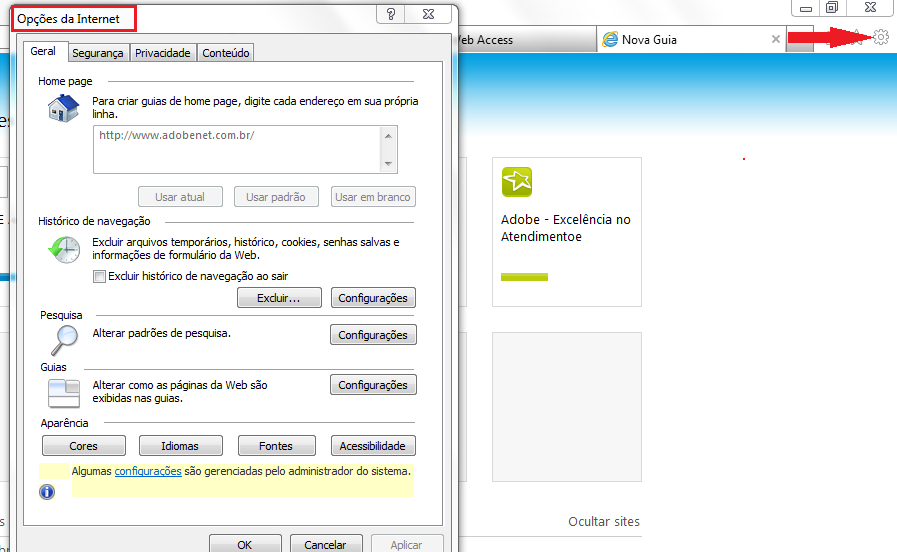 Opções da Internet
?
Geral
Segurança
Privacidade
Conteúdo
Home page
Para criar guias de home page, digite cada endereço em sua própria
linha.
http://www.adobenet.com.br/
Usar atual
Usar padrão
Usar em branco
Histórico de navegação
Excluir arquivos temporários, histórico, cookies, senhas salvas e
informações de formulário da Web.
Excluir histórico de navegação ao sair
Excluir...
Configurações
Pesquisa
Alterar padrões de pesquisa.
Configurações
Guias
Alterar como as páginas da Web são
exibidas nas guias.
Configurações
Aparência
Cores
Idiomas
Fontes
Acessibilidade
Algumas configurações são gerenciadas pelo administrador do sistema.
OK
Cancelar
Aplicar
Access
Nova Guia
Adobe - Excelência no
Atendimentoe
Ocultar sites